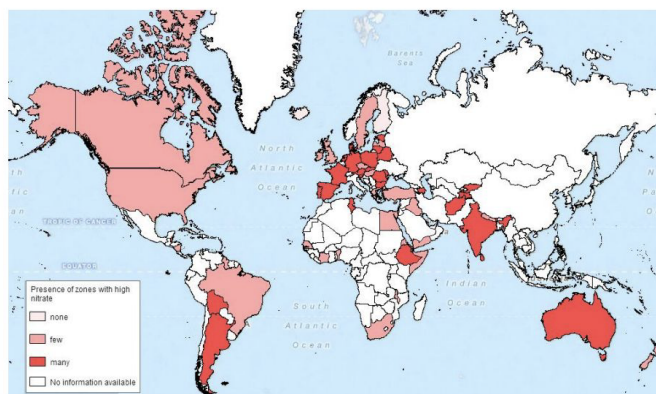 Barents
Sea
North
Atlantic
Ocean
TROPIC OF CANCER
EQUATOR
Indian
Ocean
South
Atlantic
Ocean
Presence of zones with high
nitrate
none
few
many
No information available